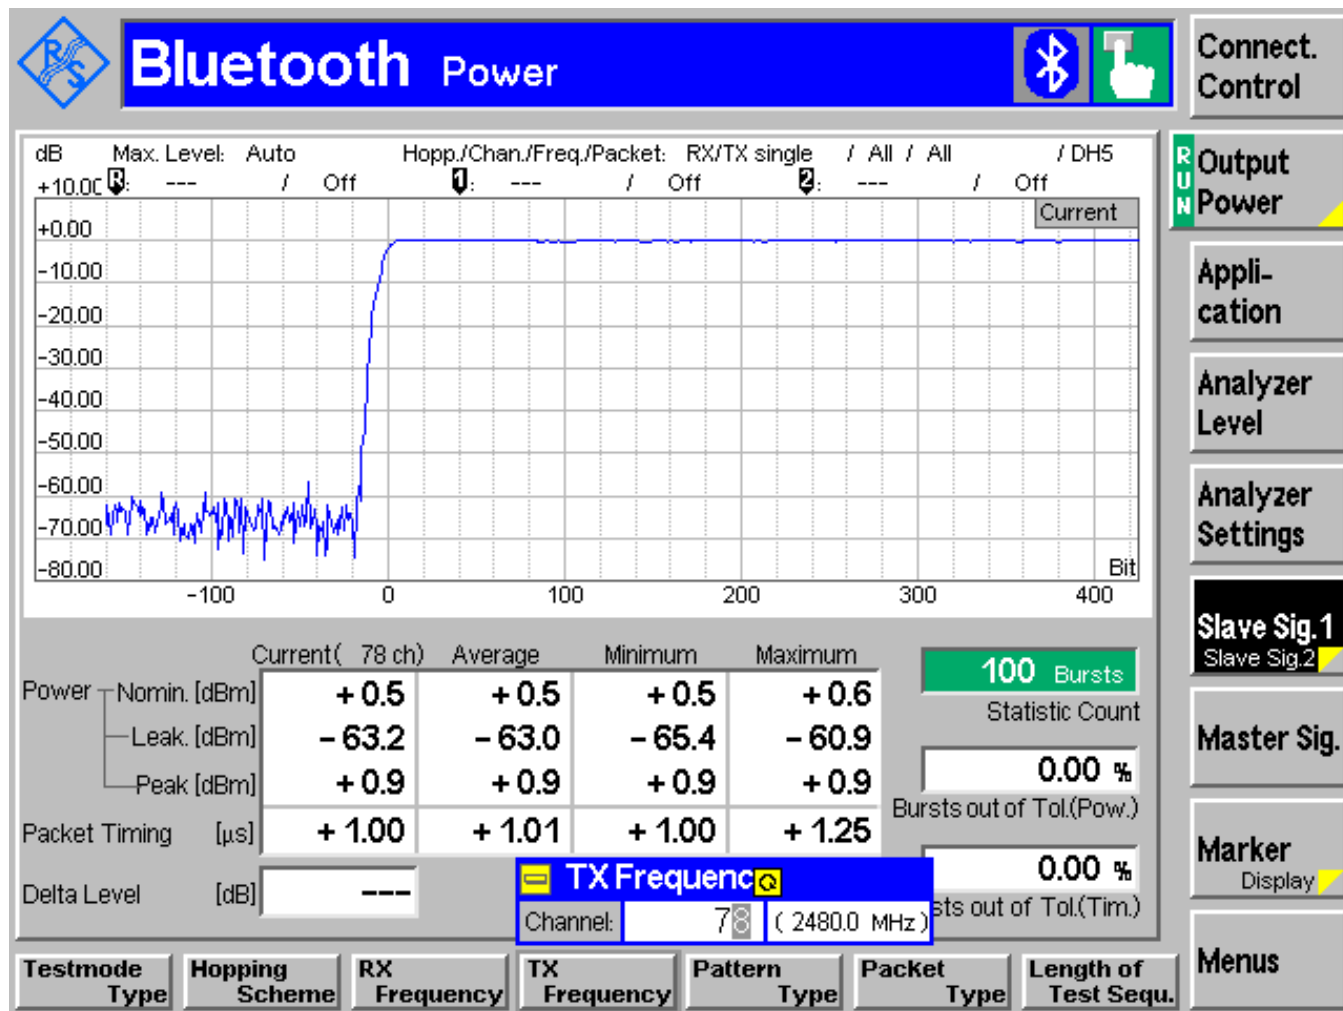 R S
Bluetooth Power
Connect. Control
dB Max. Level: Auto Hopp./Chan./Freq./Packet: RX/TX single / All / All / DH5
+10.00 R: --- / Off 1: --- / Off 2: --- / Off
Current
+0.00
-10.00
-20.00
-30.00
-40.00
-50.00
-60.00
-70.00
-80.00
Bit
-100 0 100 200 300 400
RUN
Output Power
Appli-
cation
Analyzer Level
Analyzer Settings
Slave Sig.1
Slave Sig.2
Master Sig.
Marker
Display
Menus
Current( 78 ch) Average Minimum Maximum
Power Nomin. [dBm] + 0.5 + 0.5 + 0.5 + 0.6
Leak. [dBm] - 63.2 - 63.0 - 65.4 - 60.9
Peak [dBm] + 0.9 + 0.9 + 0.9 + 0.9
Packet Timing [µs] + 1.00 + 1.01 + 1.00 + 1.25
Delta Level [dB] ---
100 Bursts
Statistic Count
0.00 %
Bursts out of Tol.(Pow.)
0.00 %
sts out of Tol.(Tim.)
TX Frequenc
Channel: 78 ( 2480.0 MHz )
Testmode Type
Hopping Scheme
RX Frequency
TX Frequency
Pattern Type
Packet Type
Length of Test Sequ.